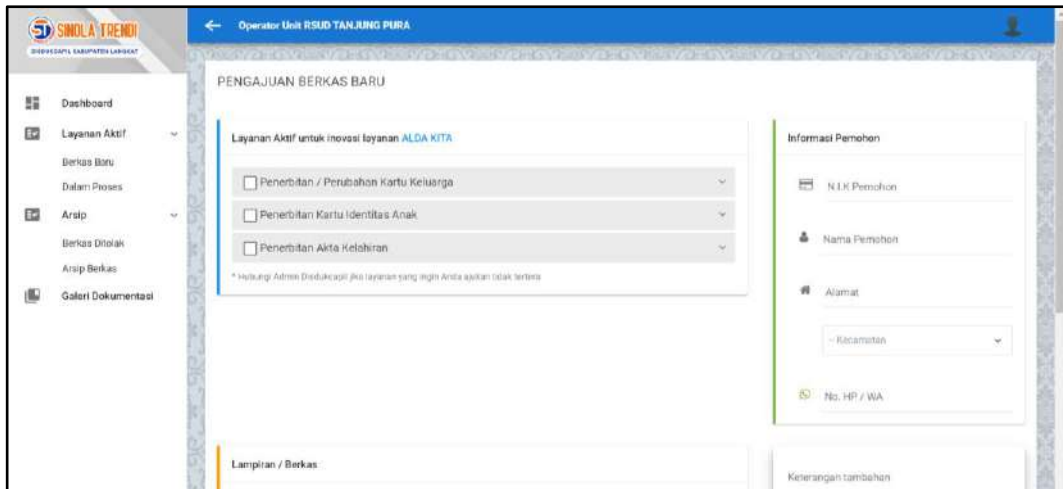 SINOLA TRENDI
DISDUKCAPIL KABUPATEN LANGKAT
Dashboard
Layanan Aktif
Berkas Baru
Dalam Proses
Arsip
Berkas Ditolak
Arsip Berkas
Galeri Dokumentasi
Operator Unit RSUD TANJUNG PURA
PENGAJUAN BERKAS BARU
Layanan Aktif untuk inovasi layanan ALDA KITA
Penerbitan / Perubahan Kartu Keluarga
Penerbitan Kartu Identitas Anak
Penerbitan Akta Kelahiran
* Hubungi Admin Disdukcapil jika layanan yang ingin Anda ajukan tidak tertera
Lampiran / Berkas
Informasi Pemohon
N.I.K Pemohon
Nama Pemohon
Alamat
-- Kecamatan
No. HP / WA
Keterangan tambahan